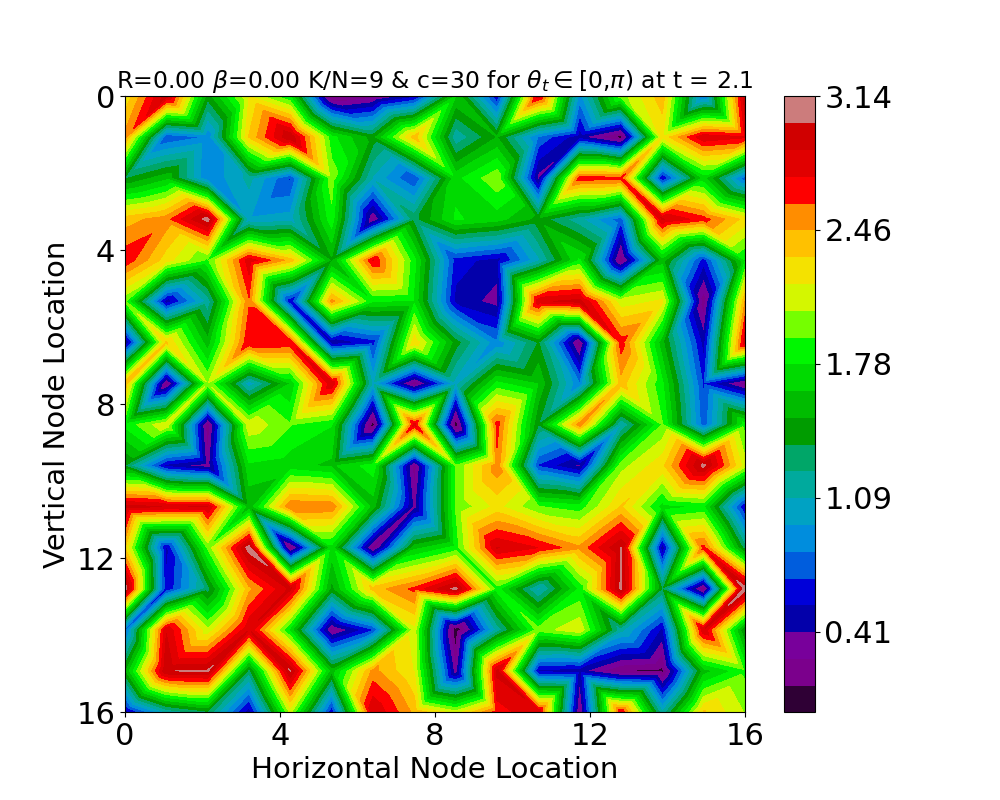 R=0.00 β=0.00 K/N=9 & c=30 for θₜ ∈ [0,π) at t = 2.1
0
4
8
12
16
Vertical Node Location
0 4 8 12 16
Horizontal Node Location
3.14
2.46
1.78
1.09
0.41